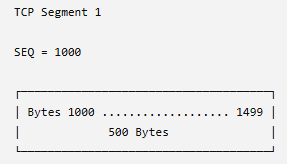 TCP Segment 1
SEQ = 1000
Bytes 1000 ................... 1499
500 Bytes